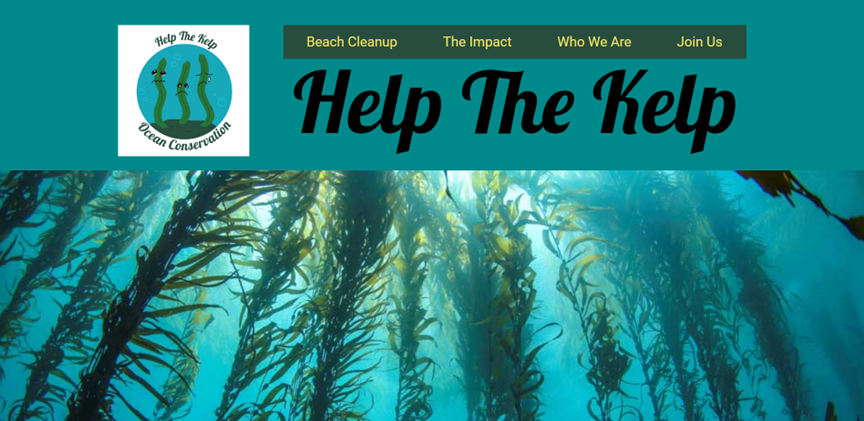 Help The Kelp
Ocean Conservation
Beach Cleanup The Impact Who We Are Join Us
Help The Kelp